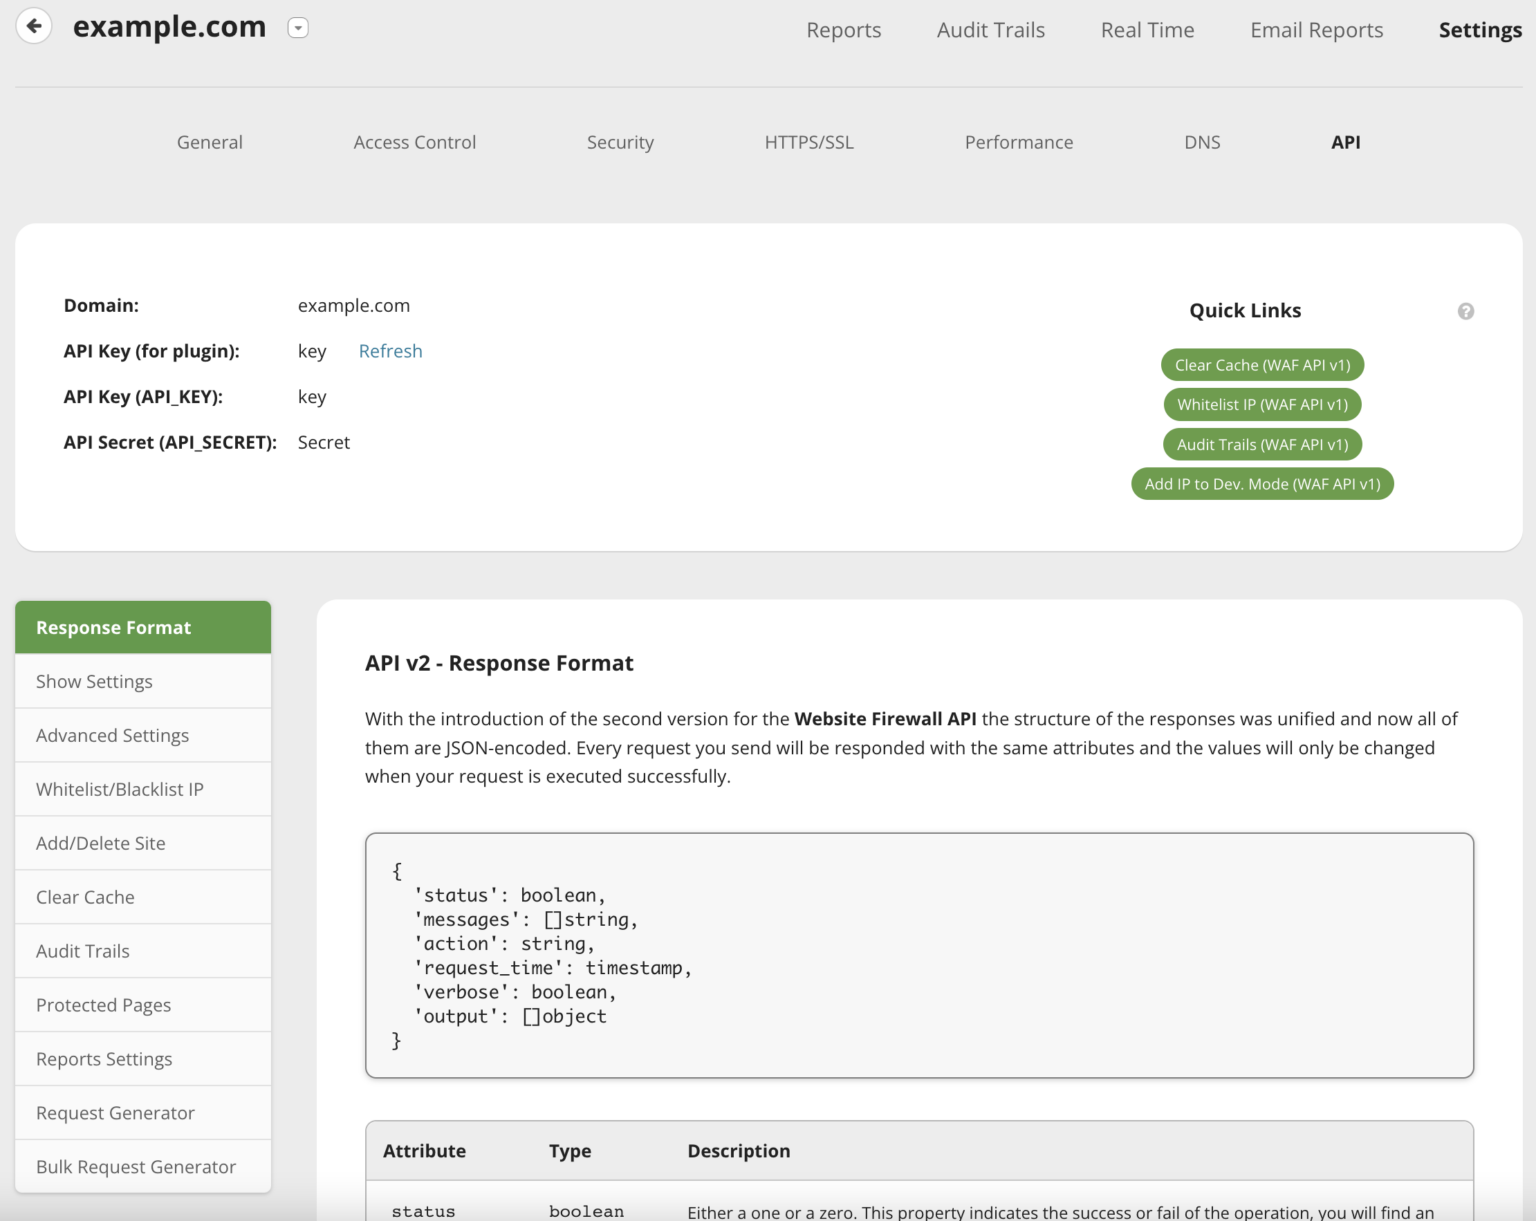 example.com
Reports Audit Trails Real Time Email Reports Settings
General Access Control Security HTTPS/SSL Performance DNS API
Domain: example.com
API Key (for plugin): key Refresh
API Key (API_KEY): key
API Secret (API_SECRET): Secret
Quick Links ?
Clear Cache (WAF API v1)
Whitelist IP (WAF API v1)
Audit Trails (WAF API v1)
Add IP to Dev. Mode (WAF API v1)
Response Format
Show Settings
Advanced Settings
Whitelist/Blacklist IP
Add/Delete Site
Clear Cache
Audit Trails
Protected Pages
Reports Settings
Request Generator
Bulk Request Generator
API v2 - Response Format
With the introduction of the second version for the Website Firewall API the structure of the responses was unified and now all of
them are JSON-encoded. Every request you send will be responded with the same attributes and the values will only be changed
when your request is executed successfully.
{
'status': boolean,
'messages': []string,
'action': string,
'request_time': timestamp,
'verbose': boolean,
'output': []object
}
Attribute Type Description
status boolean Either a one or a zero. This property indicates the success or fail of the operation, you will find an